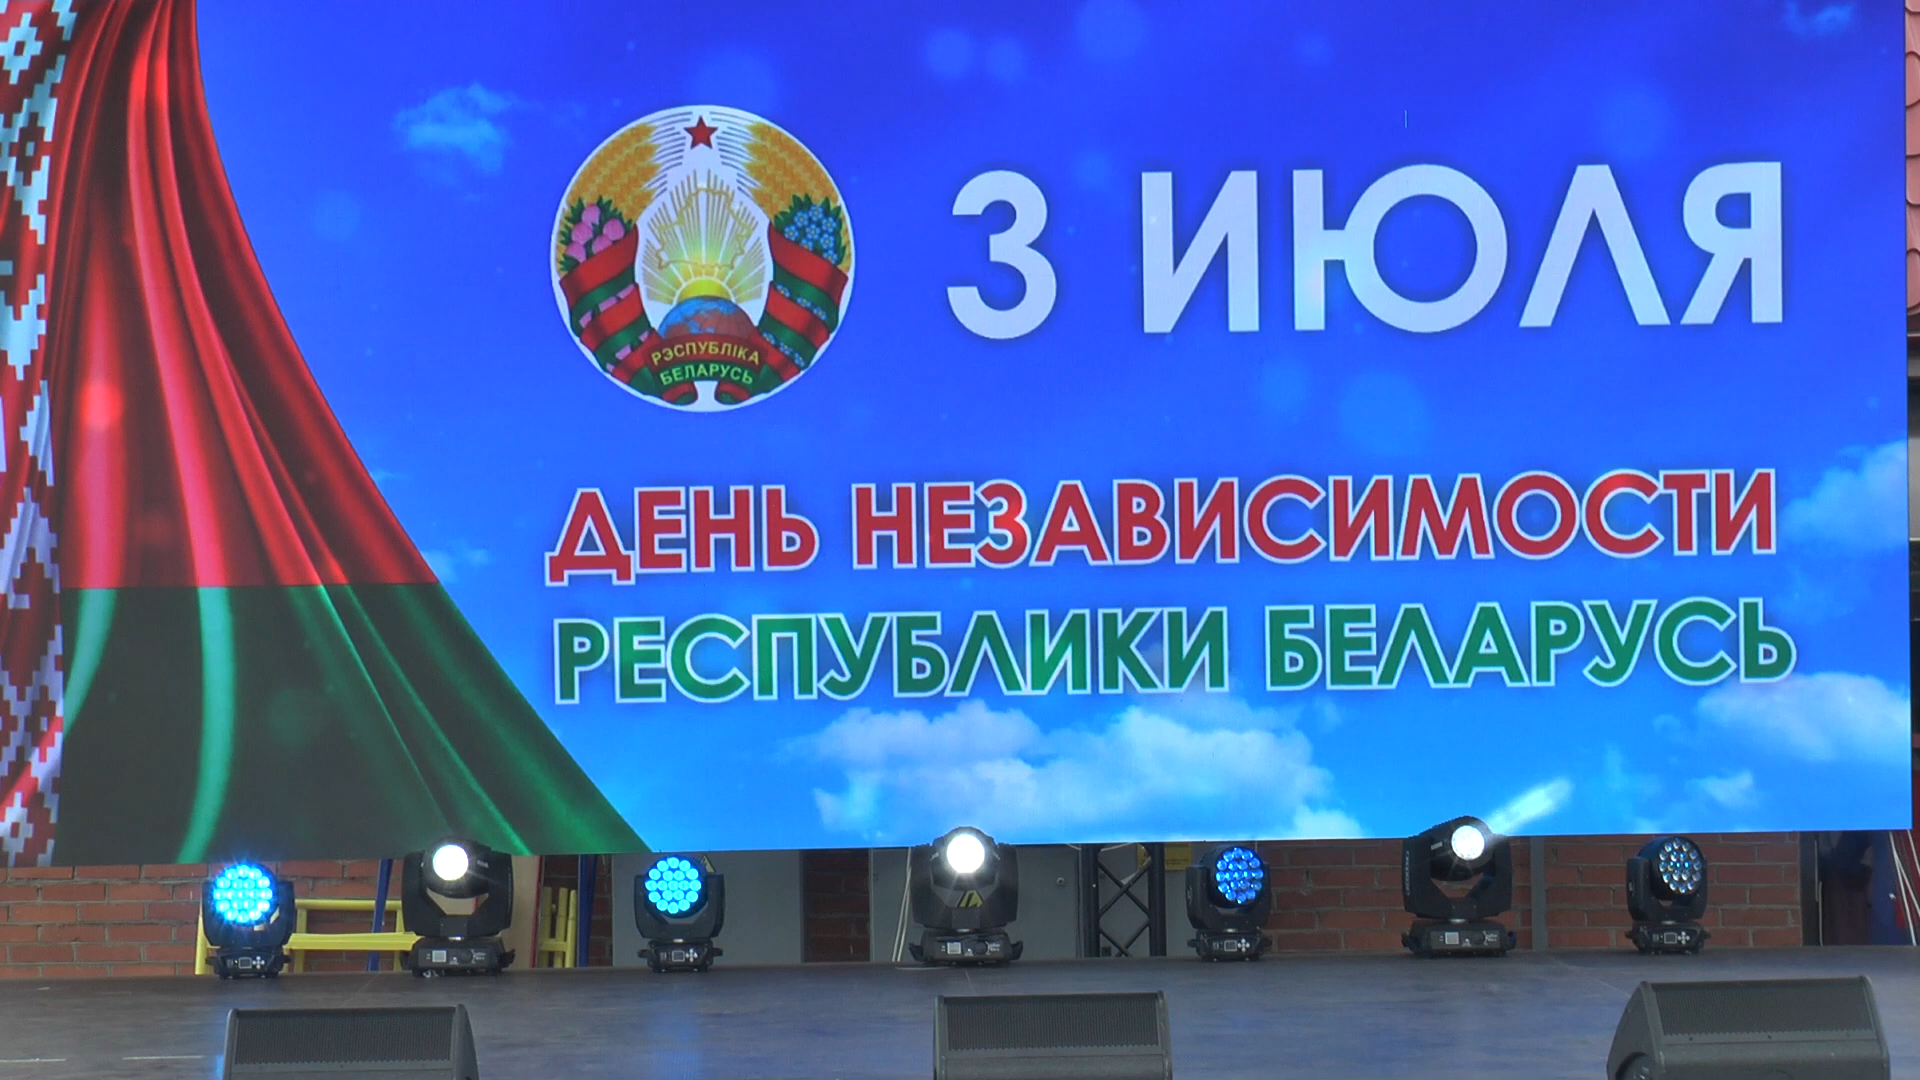 3 ИЮЛЯ
РЭСПУБЛІКА
БЕЛАРУСЬ
ДЕНЬ НЕЗАВИСИМОСТИ
РЕСПУБЛИКИ БЕЛАРУСЬ